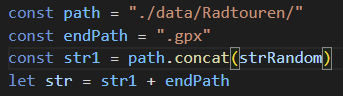 const path = "./data/Radtouren/"
const endPath = ".gpx"
const str1 = path.concat(strRandom)
let str = str1 + endPath